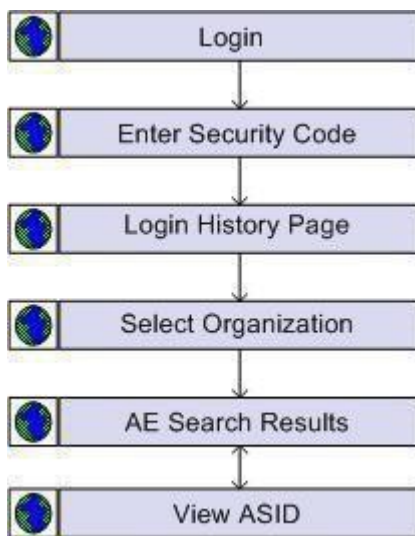 Login
Enter Security Code
Login History Page
Select Organization
AE Search Results
View ASID